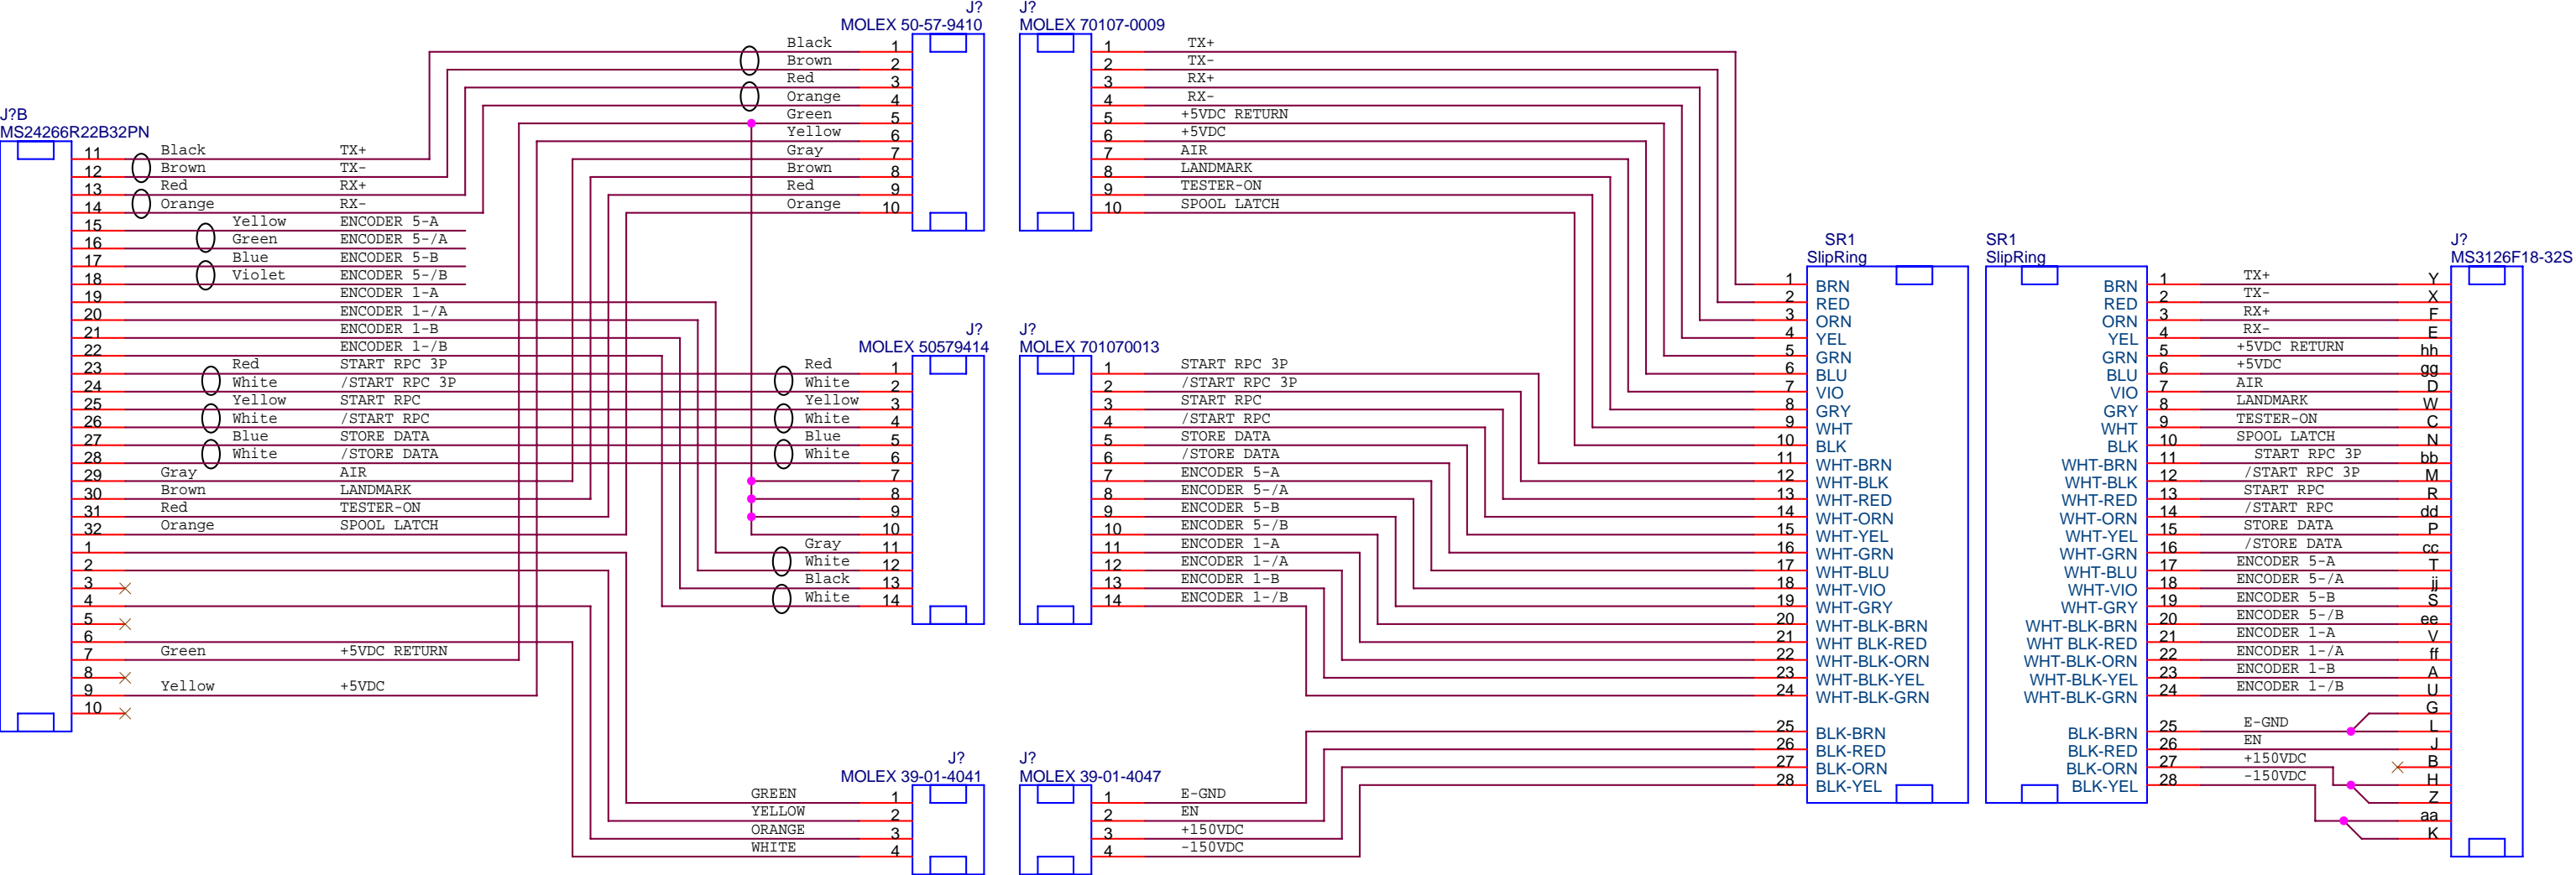 J?B
MS24266R22B32PN
11 Black TX+
12 Brown TX-
13 Red RX+
14 Orange RX-
15 Yellow ENCODER 5-A
16 Green ENCODER 5-/A
17 Blue ENCODER 5-B
18 Violet ENCODER 5-/B
19 ENCODER 1-A
20 ENCODER 1-/A
21 ENCODER 1-B
22 ENCODER 1-/B
23 Red START RPC 3P
24 White /START RPC 3P
25 Yellow START RPC
26 White /START RPC
27 Blue STORE DATA
28 White /STORE DATA
29 Gray AIR
30 Brown LANDMARK
31 Red TESTER-ON
32 Orange SPOOL LATCH
1
2
3
4
5
6
7 Green +5VDC RETURN
8
9 Yellow +5VDC
10
J?
MOLEX 50-57-9410
Black 1
Brown 2
Red 3
Orange 4
Green 5
Yellow 6
Gray 7
Brown 8
Red 9
Orange 10
J?
MOLEX 50579414
Red 1
White 2
Yellow 3
White 4
Blue 5
White 6
7
8
9
10
Gray 11
White 12
Black 13
White 14
J?
MOLEX 39-01-4041
GREEN 1
YELLOW 2
ORANGE 3
WHITE 4
J?
MOLEX 70107-0009
1 TX+
2 TX-
3 RX+
4 RX-
5 +5VDC RETURN
6 +5VDC
7 AIR
8 LANDMARK
9 TESTER-ON
10 SPOOL LATCH
J?
MOLEX 701070013
1 START RPC 3P
2 /START RPC 3P
3 START RPC
4 /START RPC
5 STORE DATA
6 /STORE DATA
7 ENCODER 5-A
8 ENCODER 5-/A
9 ENCODER 5-B
10 ENCODER 5-/B
11 ENCODER 1-A
12 ENCODER 1-/A
13 ENCODER 1-B
14 ENCODER 1-/B
J?
MOLEX 39-01-4047
1 E-GND
2 EN
3 +150VDC
4 -150VDC
SR1
SlipRing
1 BRN
2 RED
3 ORN
4 YEL
5 GRN
6 BLU
7 VIO
8 GRY
9 WHT
10 BLK
11 WHT-BRN
12 WHT-BLK
13 WHT-RED
14 WHT-ORN
15 WHT-YEL
16 WHT-GRN
17 WHT-BLU
18 WHT-VIO
19 WHT-GRY
20 WHT-BLK-BRN
21 WHT BLK-RED
22 WHT-BLK-ORN
23 WHT-BLK-YEL
24 WHT-BLK-GRN
25 BLK-BRN
26 BLK-RED
27 BLK-ORN
28 BLK-YEL
SR1
SlipRing
J?
MS3126F18-32S
BRN 1 TX+ Y
RED 2 TX- X
ORN 3 RX+ F
YEL 4 RX- E
GRN 5 +5VDC RETURN hh
BLU 6 +5VDC gg
VIO 7 AIR D
GRY 8 LANDMARK W
WHT 9 TESTER-ON C
BLK 10 SPOOL LATCH N
WHT-BRN 11 START RPC 3P bb
WHT-BLK 12 /START RPC 3P M
WHT-RED 13 START RPC R
WHT-ORN 14 /START RPC dd
WHT-YEL 15 STORE DATA P
WHT-GRN 16 /STORE DATA cc
WHT-BLU 17 ENCODER 5-A T
WHT-VIO 18 ENCODER 5-/A jj
WHT-GRY 19 ENCODER 5-B S
WHT-BLK-BRN 20 ENCODER 5-/B ee
WHT BLK-RED 21 ENCODER 1-A V
WHT-BLK-ORN 22 ENCODER 1-/A ff
WHT-BLK-YEL 23 ENCODER 1-B A
WHT-BLK-GRN 24 ENCODER 1-/B U
G
BLK-BRN 25 E-GND L
BLK-RED 26 EN J
BLK-ORN 27 +150VDC B
BLK-YEL 28 -150VDC H
Z
aa
K